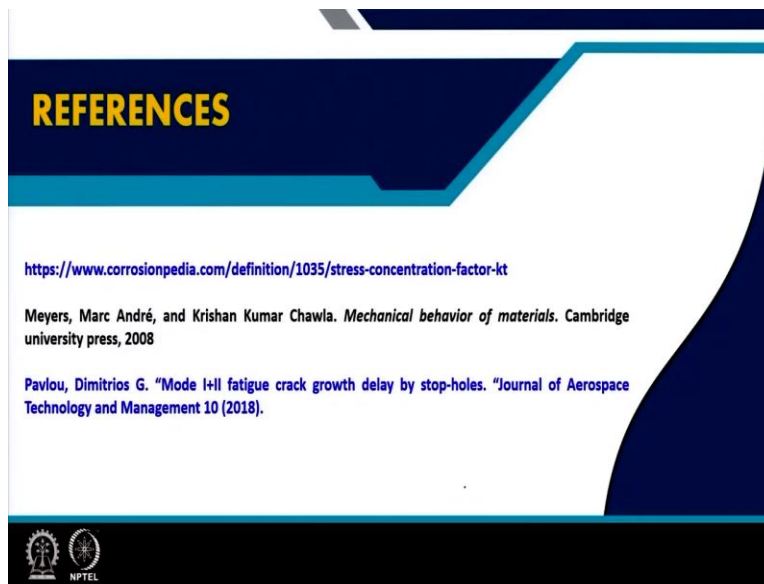 REFERENCES
https://www.corrosionpedia.com/definition/1035/stress-concentration-factor-kt
Meyers, Marc André, and Krishan Kumar Chawla. Mechanical behavior of materials. Cambridge
university press, 2008
Pavlou, Dimitrios G. “Mode I+II fatigue crack growth delay by stop-holes. “Journal of Aerospace
Technology and Management 10 (2018).
NPTEL